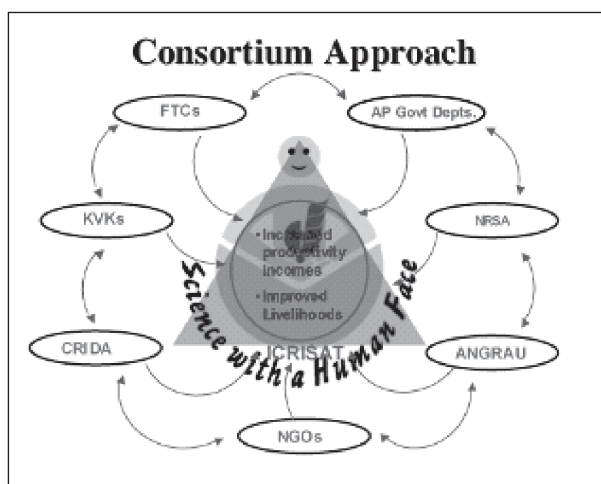 Consortium Approach
FTCs
AP Govt Depts.
KVKs
NRSA
• Increased
productivity
incomes
• Improved
Livelihoods
Science with a Human Face
CRIDA
ICRISAT
ANGRAU
NGOs